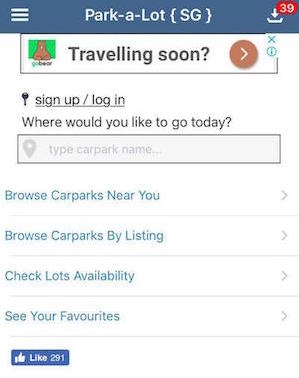 Park-a-Lot { SG }
39
gobear
Travelling soon?
sign up / log in
Where would you like to go today?
type carpark name...
Browse Carparks Near You
Browse Carparks By Listing
Check Lots Availability
See Your Favourites
Like 291